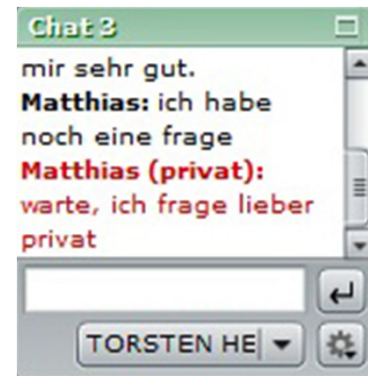 Chat 3
mir sehr gut.
Matthias: ich habe
noch eine frage
Matthias (privat):
warte, ich frage lieber
privat
TORSTEN HE